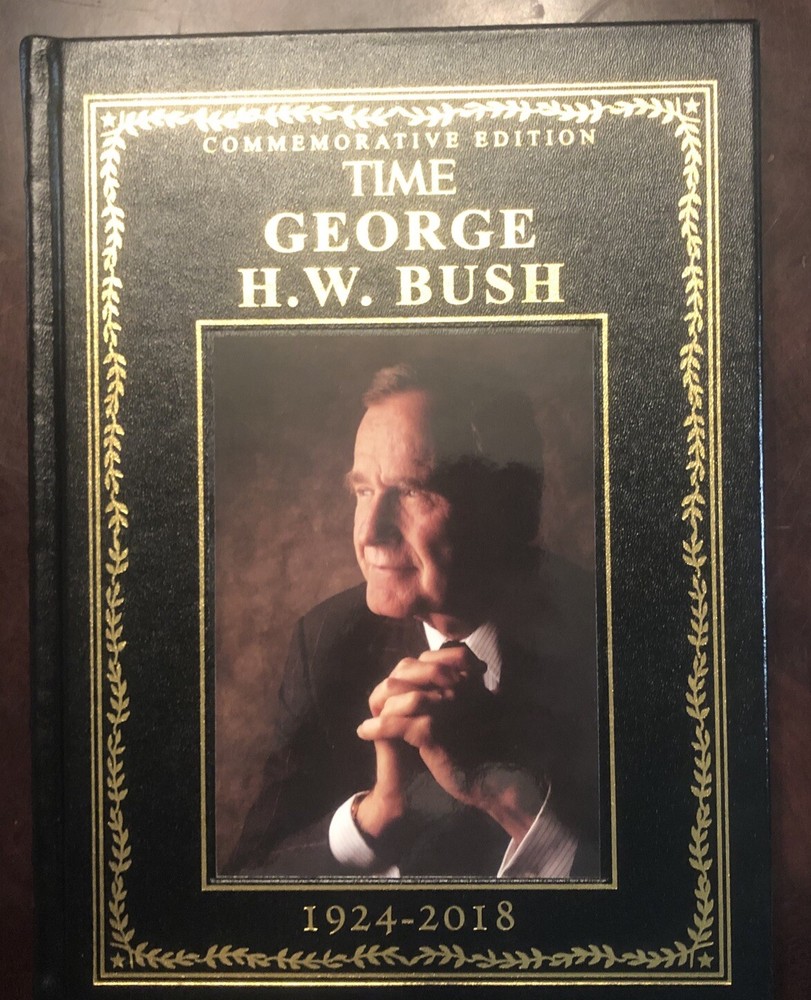 COMMEMORATIVE EDITION
TIME
GEORGE
H.W. BUSH
1924-2018